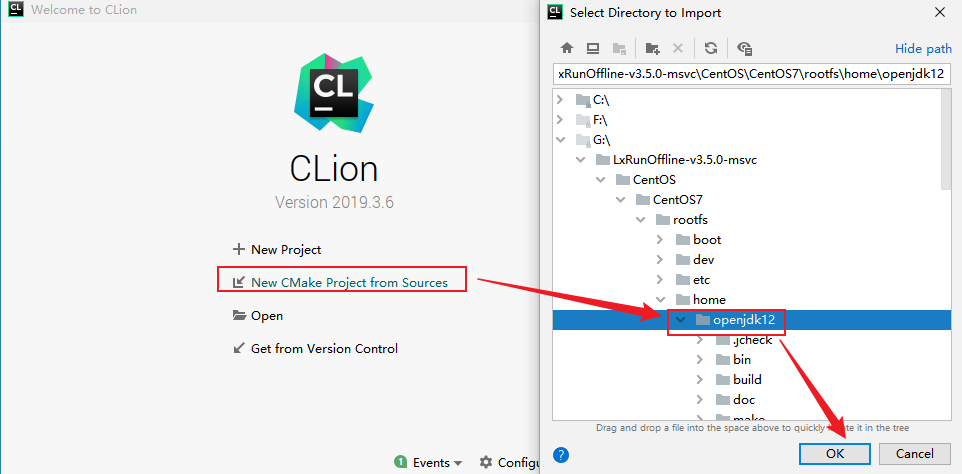 Welcome to CLion
CL
CLion
Version 2019.3.6
New Project
New CMake Project from Sources
Open
Get from Version Control
1 Events
Configu
CL
Select Directory to Import
Hide path
xRunOffline-v3.5.0-msvc\CentOS\CentOS7\rootfs\home\openjdk12
C:\
F:\
G:\
LxRunOffline-v3.5.0-msvc
CentOS
CentOS7
rootfs
boot
dev
etc
home
openjdk12
.jcheck
bin
build
doc
make
Drag and drop a file into the space above to quickly it in the tree
?
OK
Cancel